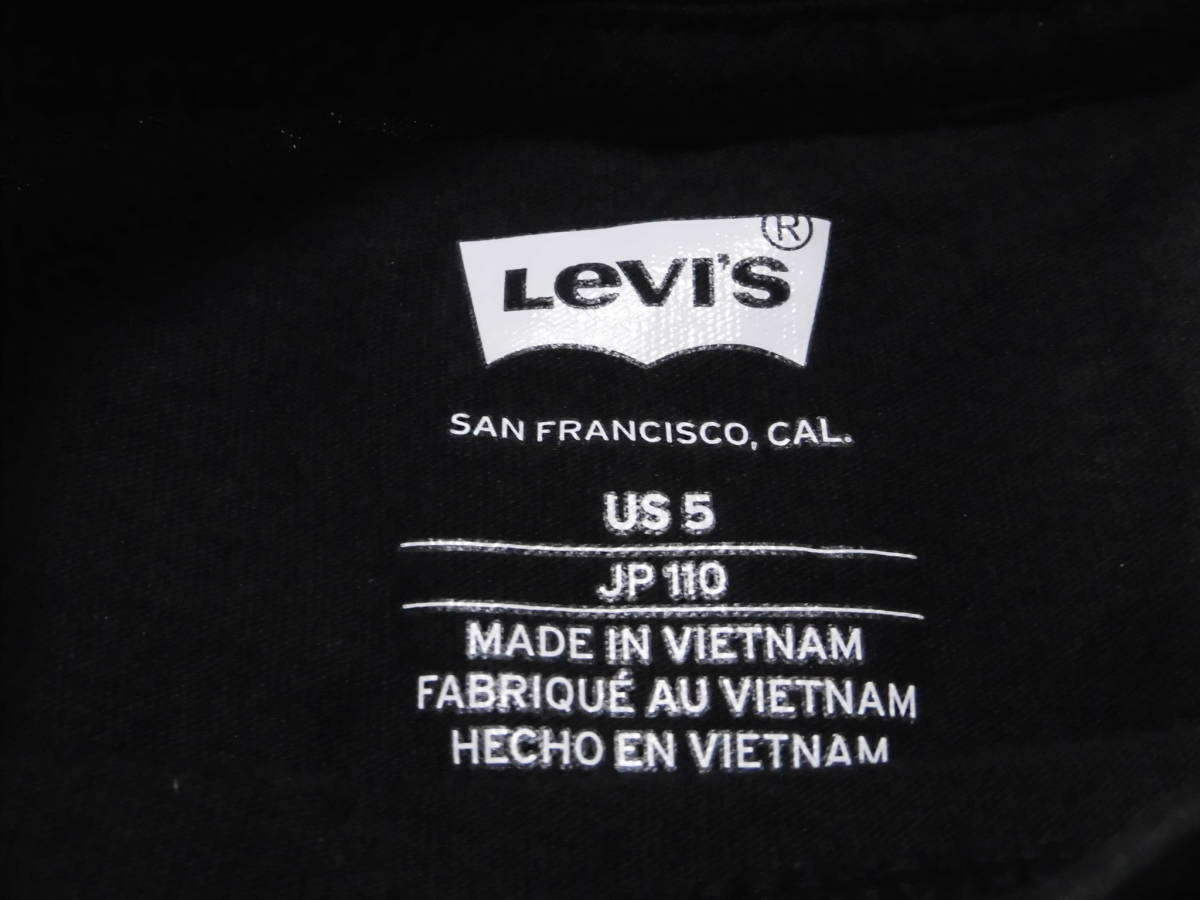 LEVI'S®
SAN FRANCISCO, CAL.
US 5
JP 110
MADE IN VIETNAM
FABRIQUÉ AU VIETNAM
HECHO EN VIETNAM